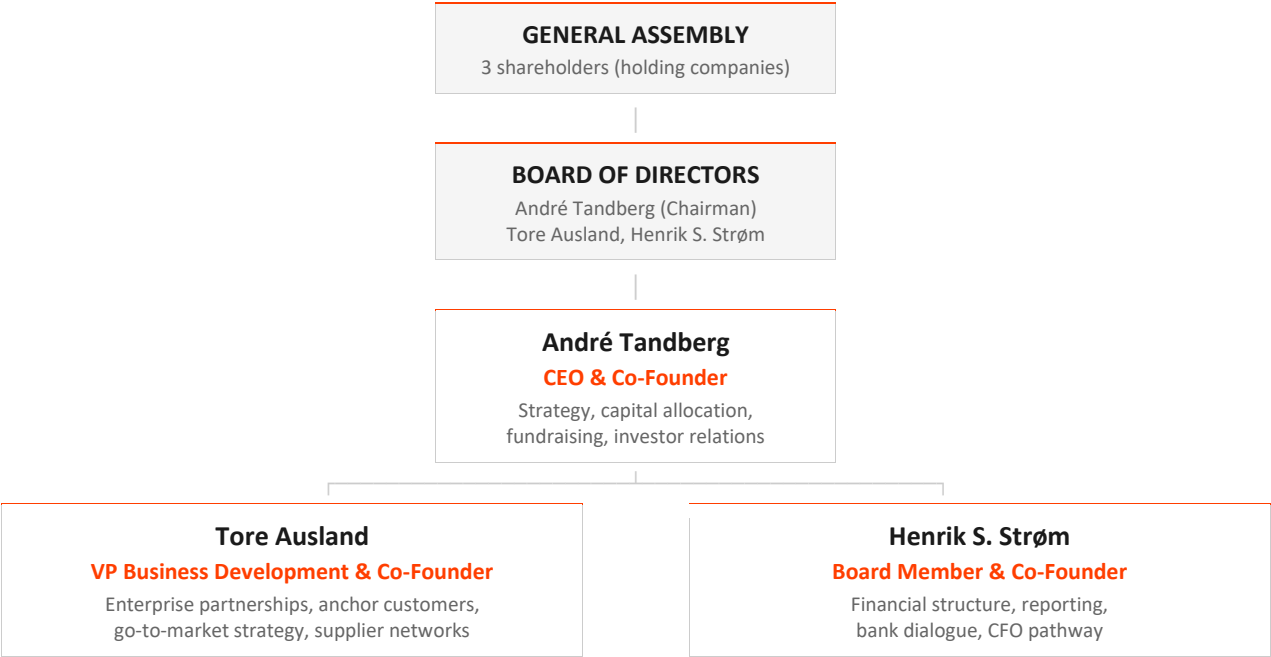 GENERAL ASSEMBLY
3 shareholders (holding companies)
BOARD OF DIRECTORS
André Tandberg (Chairman)
Tore Ausland, Henrik S. Strøm
André Tandberg
CEO & Co-Founder
Strategy, capital allocation,
fundraising, investor relations
Tore Ausland
VP Business Development & Co-Founder
Enterprise partnerships, anchor customers,
go-to-market strategy, supplier networks
Henrik S. Strøm
Board Member & Co-Founder
Financial structure, reporting,
bank dialogue, CFO pathway